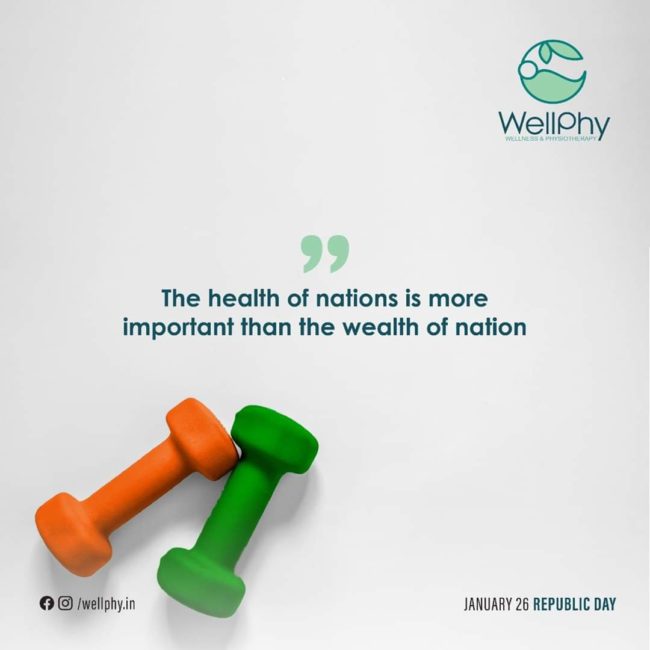 WellPhy
WELLNESS & PHYSIOTHERAPY
”
The health of nations is more
important than the wealth of nation
/wellphy.in
JANUARY 26 REPUBLIC DAY